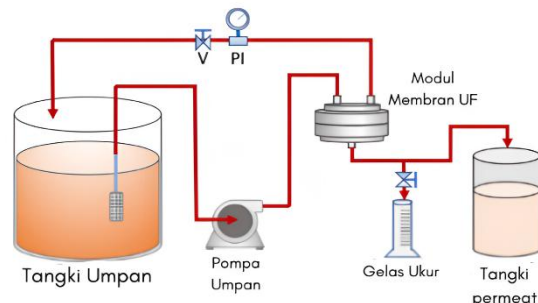 V
PI
Modul
Membran UF
Tangki Umpan
Pompa
Umpan
Gelas Ukur
Tangki
permeat